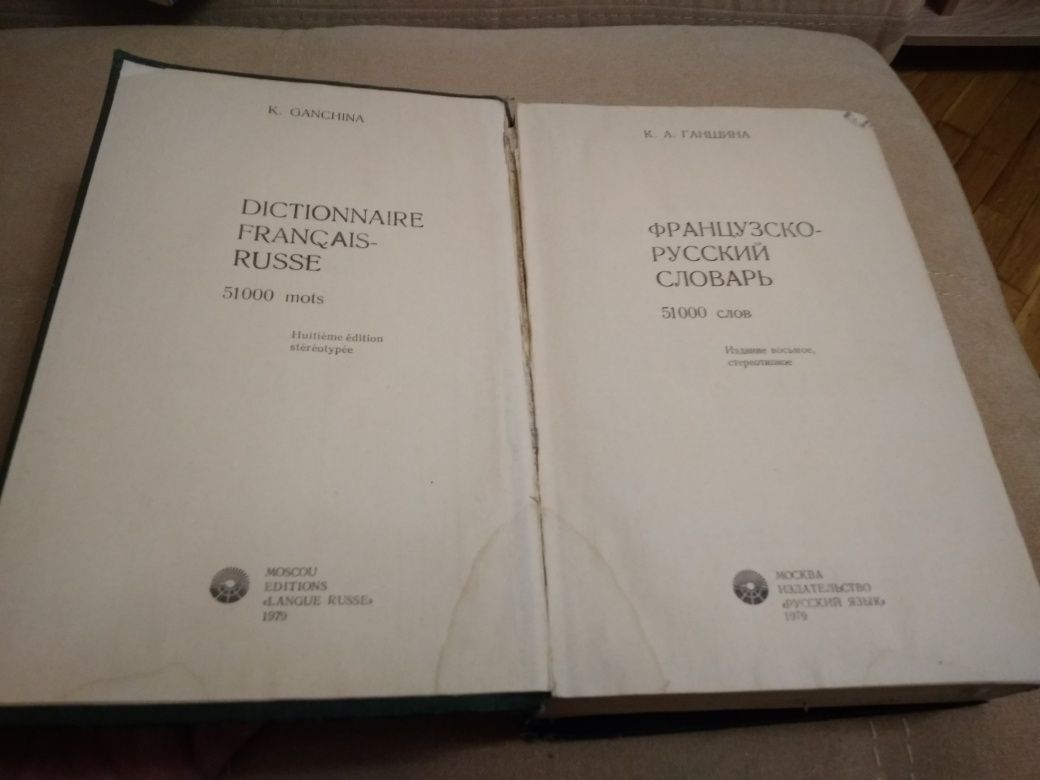 K. GANCHINA
DICTIONNAIRE
FRANÇAIS-
RUSSE
51000 mots
Huitième édition
stéréotypée
MOSCOU
EDITIONS
«LANGUE RUSSE»
1979
К. А. ГАНШИНА
ФРАНЦУЗСКО-
РУССКИЙ
СЛОВАРЬ
51000 слов
Издание восьмое,
стереотипное
МОСКВА
ИЗДАТЕЛЬСТВО
«РУССКИЙ ЯЗЫК»
1979